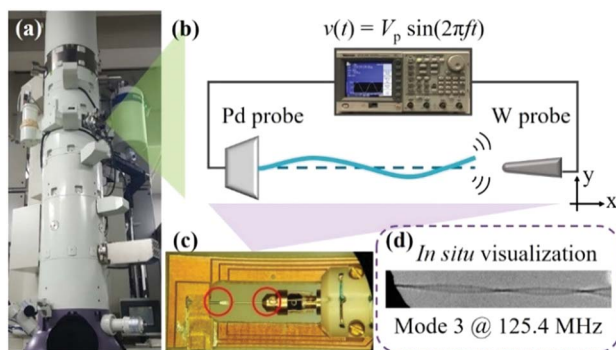 (a)
(b)
v(t) = Vp sin(2πft)
Pd probe
W probe
y
x
(c)
(d)
In situ visualization
Mode 3 @ 125.4 MHz